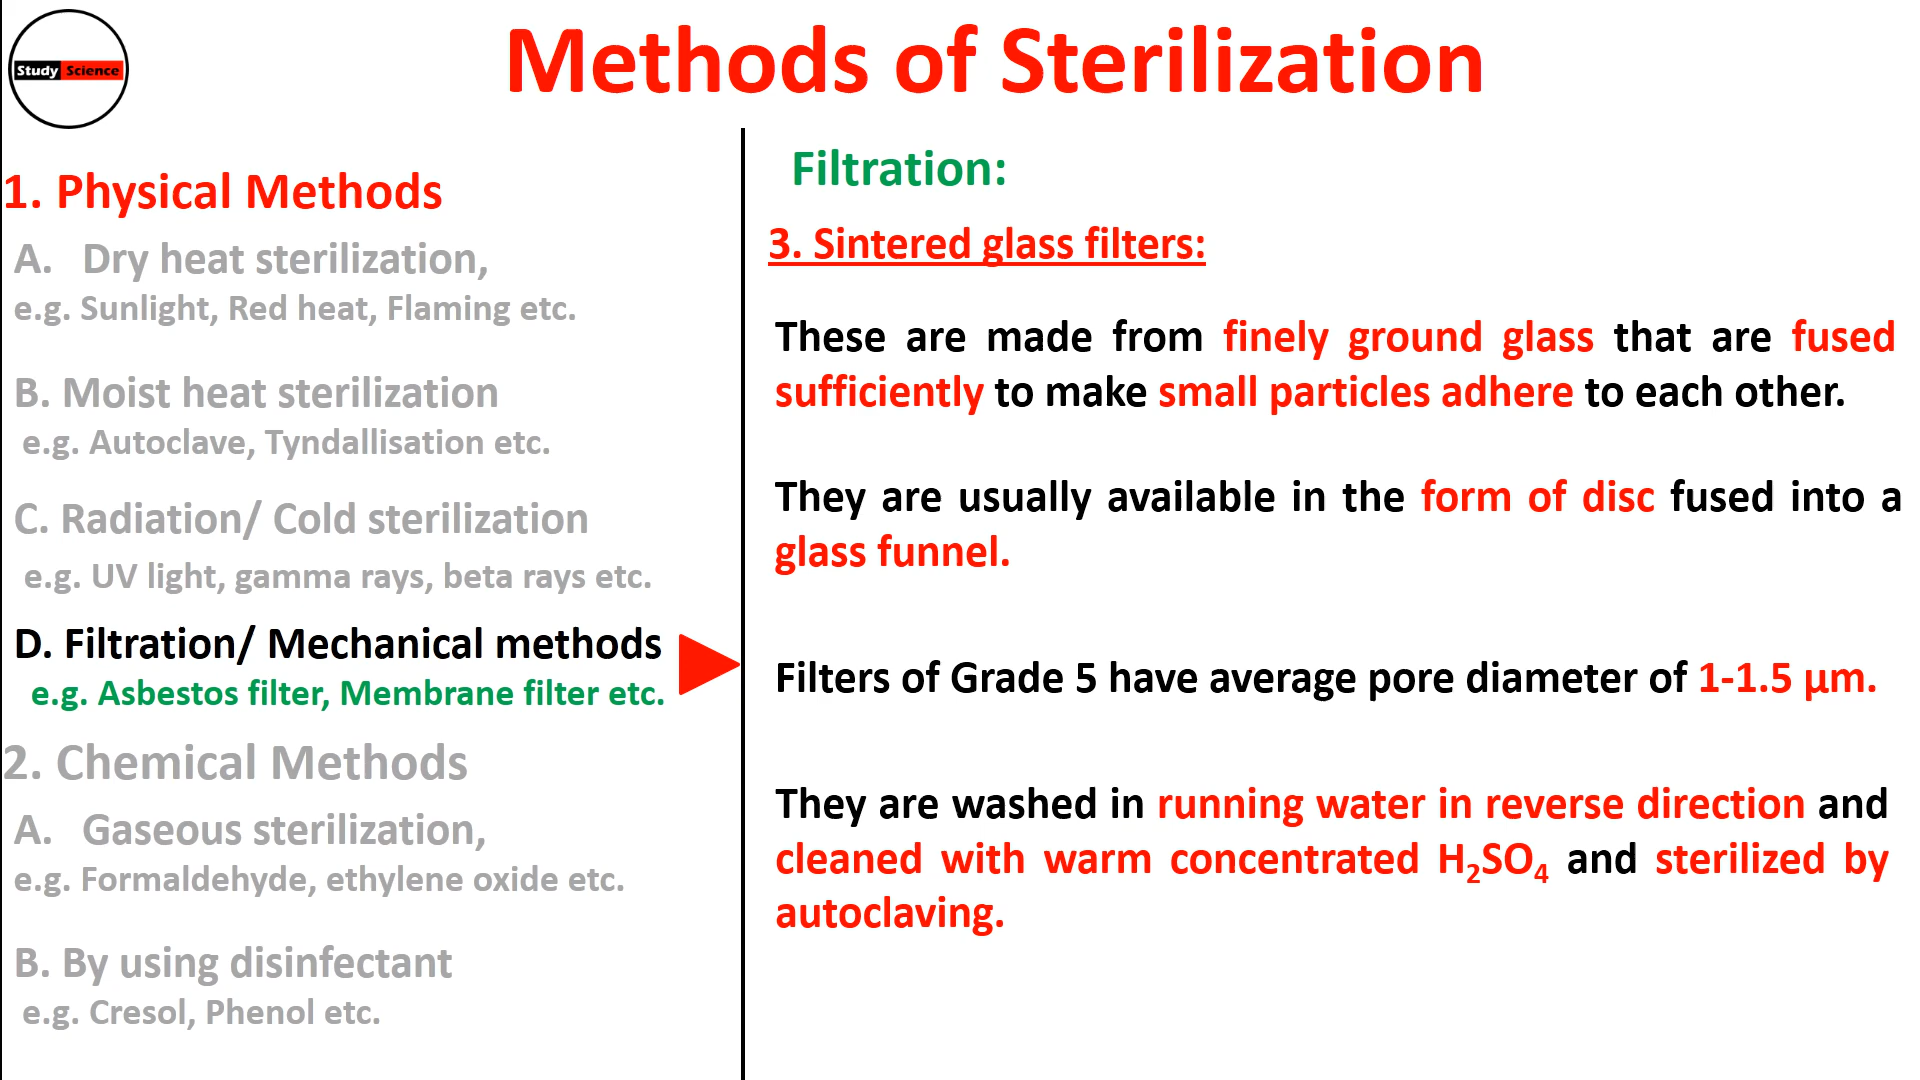 Study Science
Methods of Sterilization
1. Physical Methods
A. Dry heat sterilization,
e.g. Sunlight, Red heat, Flaming etc.
B. Moist heat sterilization
e.g. Autoclave, Tyndallisation etc.
C. Radiation/ Cold sterilization
e.g. UV light, gamma rays, beta rays etc.
D. Filtration/ Mechanical methods
e.g. Asbestos filter, Membrane filter etc.
2. Chemical Methods
A. Gaseous sterilization,
e.g. Formaldehyde, ethylene oxide etc.
B. By using disinfectant
e.g. Cresol, Phenol etc.
Filtration:
3. Sintered glass filters:
These are made from finely ground glass that are fused
sufficiently to make small particles adhere to each other.
They are usually available in the form of disc fused into a
glass funnel.
Filters of Grade 5 have average pore diameter of 1-1.5 µm.
They are washed in running water in reverse direction and
cleaned with warm concentrated H₂SO₄ and sterilized by
autoclaving.